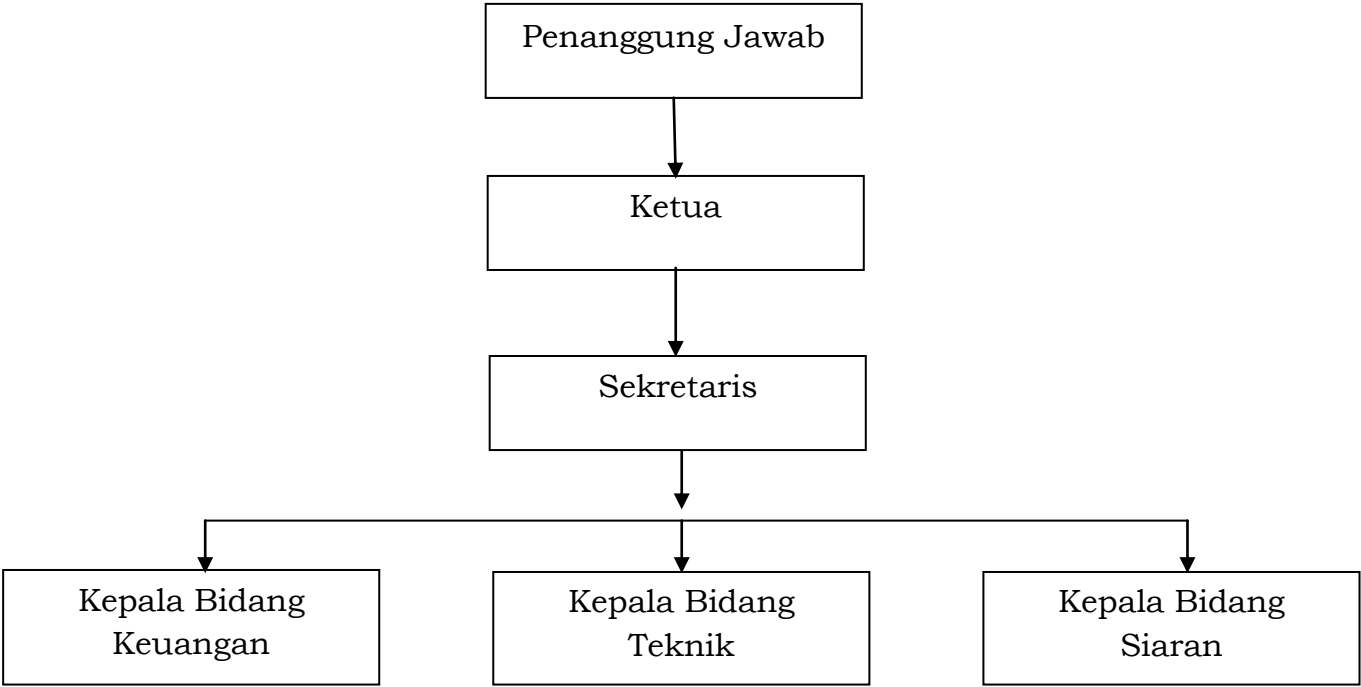 Penanggung Jawab
Ketua
Sekretaris
Kepala Bidang
Keuangan
Kepala Bidang
Teknik
Kepala Bidang
Siaran